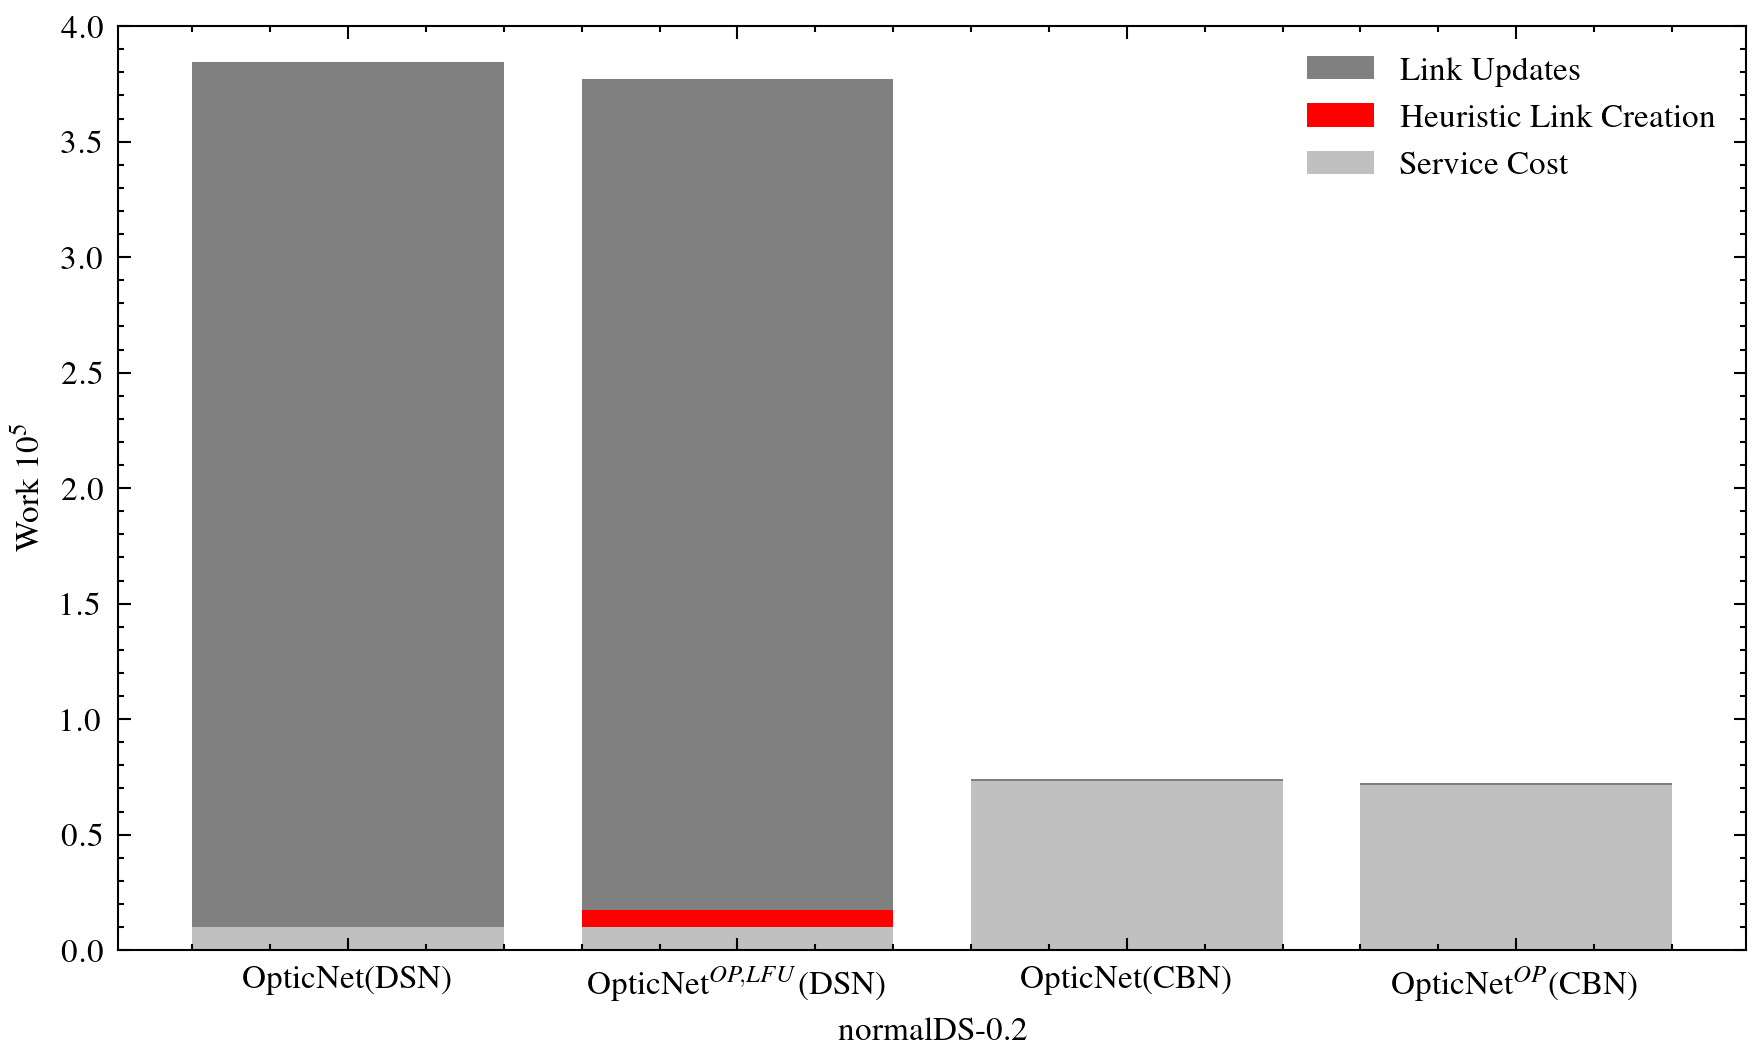 4.0
3.5
3.0
2.5
2.0
1.5
1.0
0.5
0.0
Work 10⁵
Link Updates
Heuristic Link Creation
Service Cost
OpticNet(DSN)
OpticNet^{OP,LFU}(DSN)
OpticNet(CBN)
OpticNet^{OP}(CBN)
normalDS-0.2